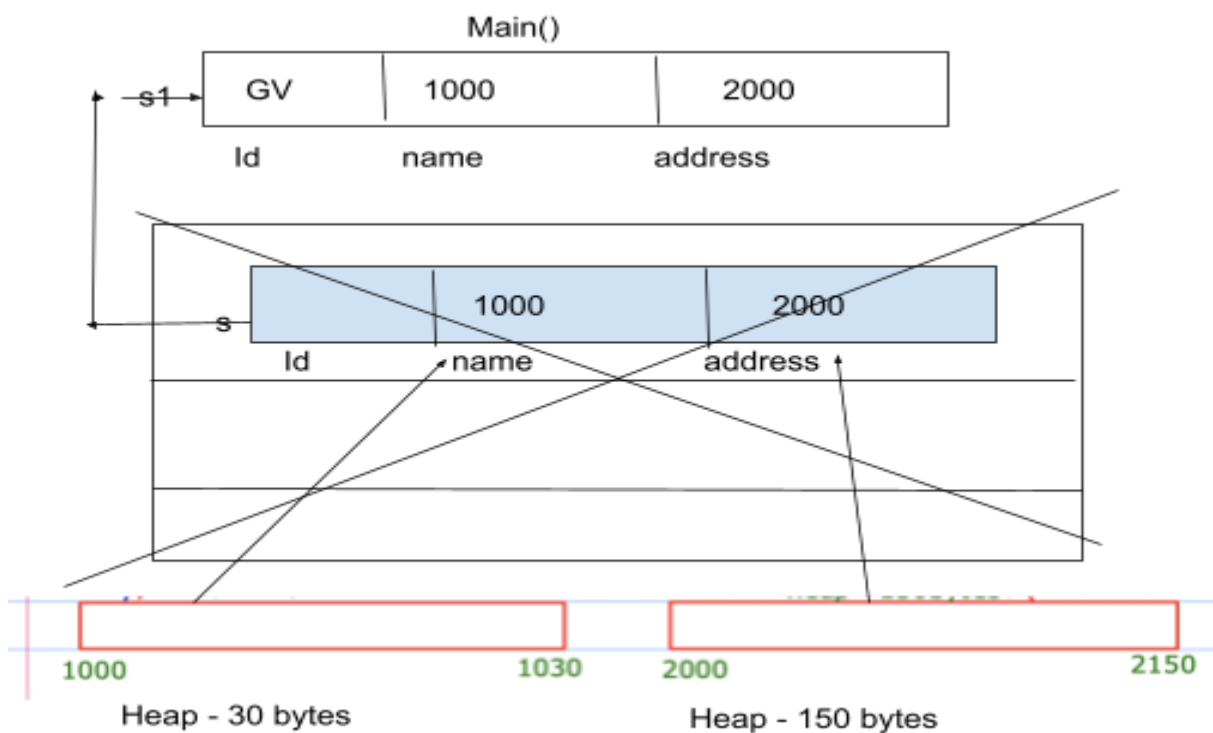 Main()
s1 GV 1000 2000
Id name address
1000 2000
s
Id name address
1000 1030 2000 2150
Heap - 30 bytes Heap - 150 bytes